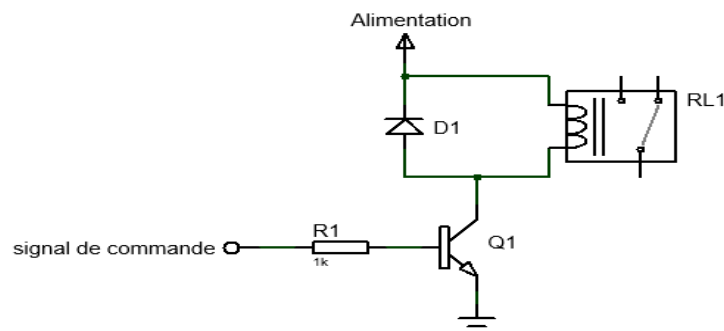 Alimentation
RL1
D1
R1
Q1
signal de commande
1k